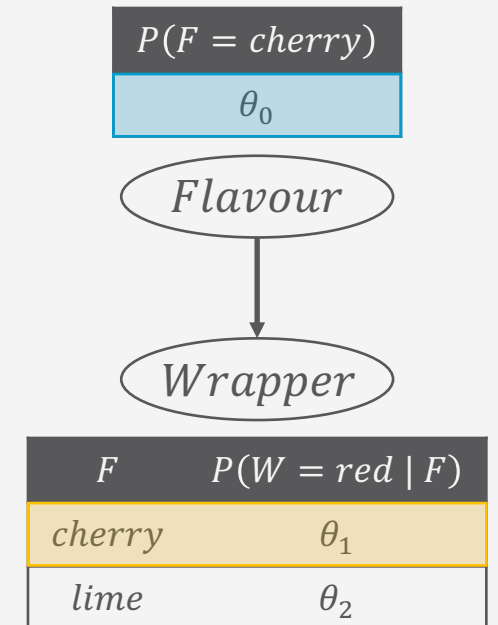 P(F = cherry)
θ₀
Flavour
Wrapper
F P(W = red | F)
cherry θ₁
lime θ₂